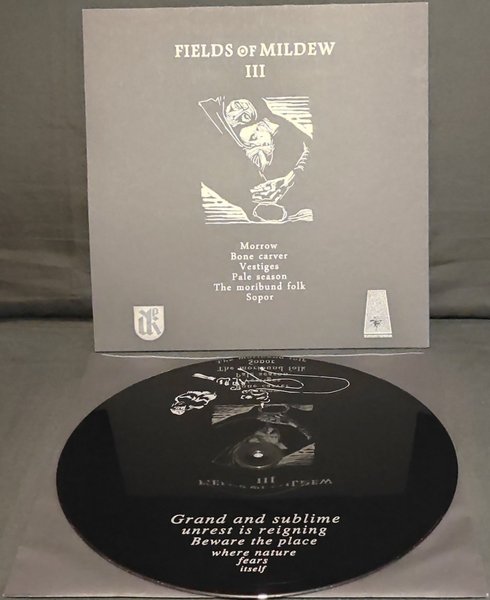 FIELDS OF MILDEW
III
Morrow
Bone carver
Vestiges
Pale season
The moribund folk
Sopor
Grand and sublime
unrest is reigning
Beware the place
where nature
fears
itself